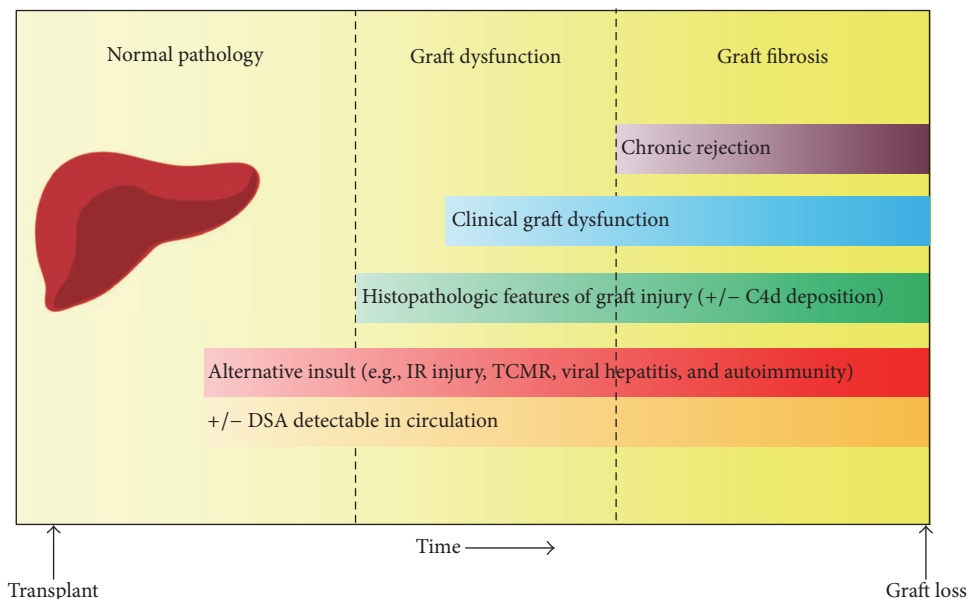 Normal pathology
Graft dysfunction
Graft fibrosis
Chronic rejection
Clinical graft dysfunction
Histopathologic features of graft injury (+/− C4d deposition)
Alternative insult (e.g., IR injury, TCMR, viral hepatitis, and autoimmunity)
+/− DSA detectable in circulation
Time
Transplant
Graft loss